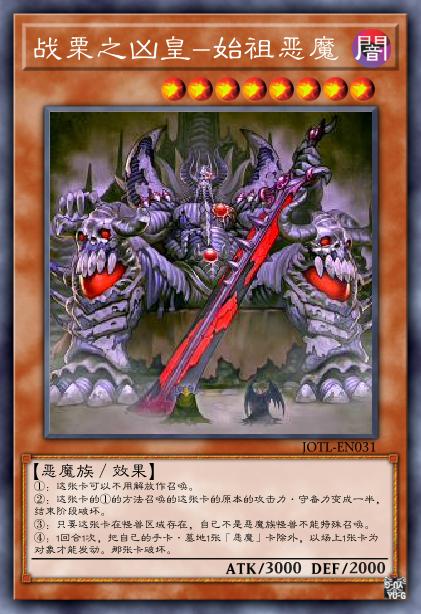 战栗之凶皇-始祖恶魔 闇
JOTL-EN031
【恶魔族/效果】
①：这张卡可以不用解放作召唤。
②：这张卡的①的方法召唤的这张卡的原本的攻击力·守备力变成一半，
结束阶段破坏。
③：只要这张卡在怪兽区域存在，自己不是恶魔族怪兽不能特殊召唤。
④：1回合1次，把自己的手卡·墓地1张「恶魔」卡除外，以场上1张卡为
对象才能发动。那张卡破坏。
ATK/3000 DEF/2000